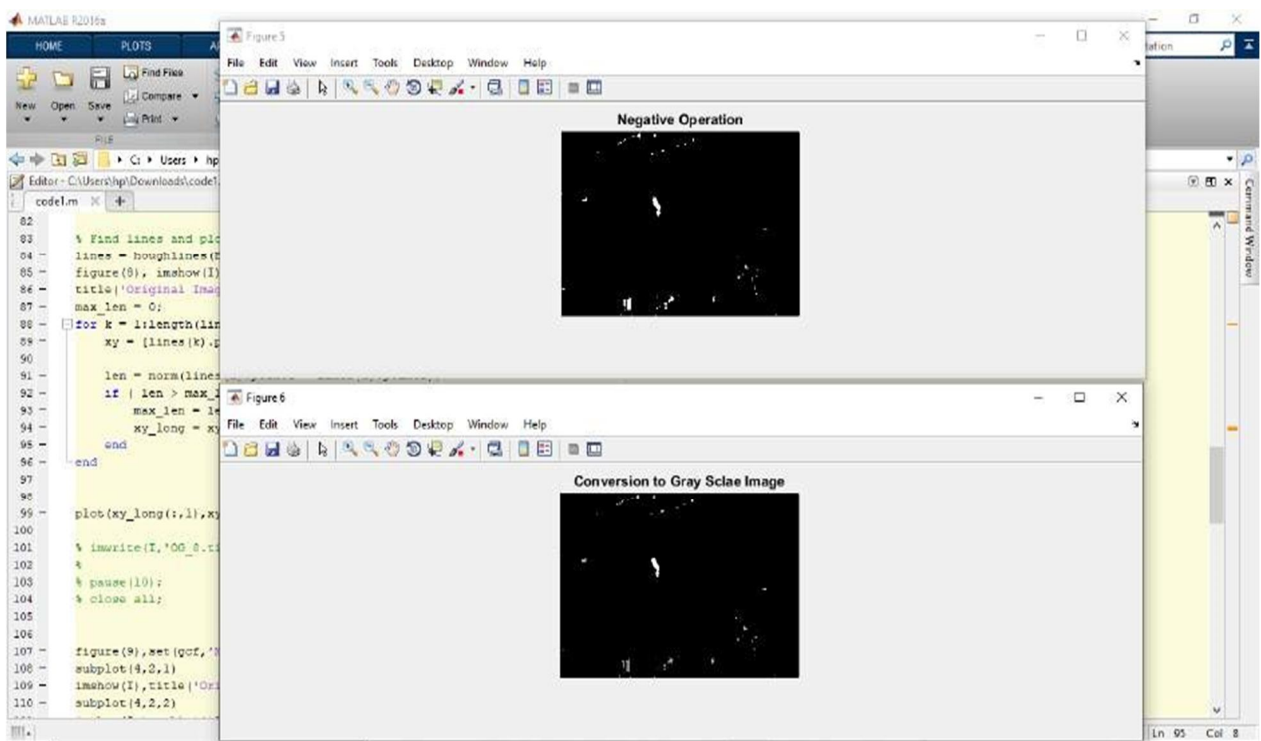 MATLAB R2016a
HOME PLOTS
Find Files
Compare
New Open Save
Print
FILE
C: Users hp
Editor - C:\Users\hp\Downloads\code1.
code1.m
82
83 % Find lines and plo
84 lines = houghlines(
85 figure(8), imshow(I)
86 title('Original Imag
87 max_len = 0;
88 for k = 1:length(lin
89 xy = [lines(k).p
90
91 len = norm(lines
92 if ( len > max_l
93 max_len = le
94 xy_long = xy
95 end
96 end
97
98
99 plot(xy_long(:,1),xy
100
101 % imwrite(I,'OG_8.ti
102 %
103 % pause(10);
104 % close all;
105
106
107 figure(9),set(gcf,'
108 subplot(4,2,1)
109 imshow(I),title('Ori
110 subplot(4,2,2)
Figure 5
File Edit View Insert Tools Desktop Window Help
Negative Operation
Figure 6
File Edit View Insert Tools Desktop Window Help
Conversion to Gray Sclae Image
tation
Command Window
Ln 95 Col 8